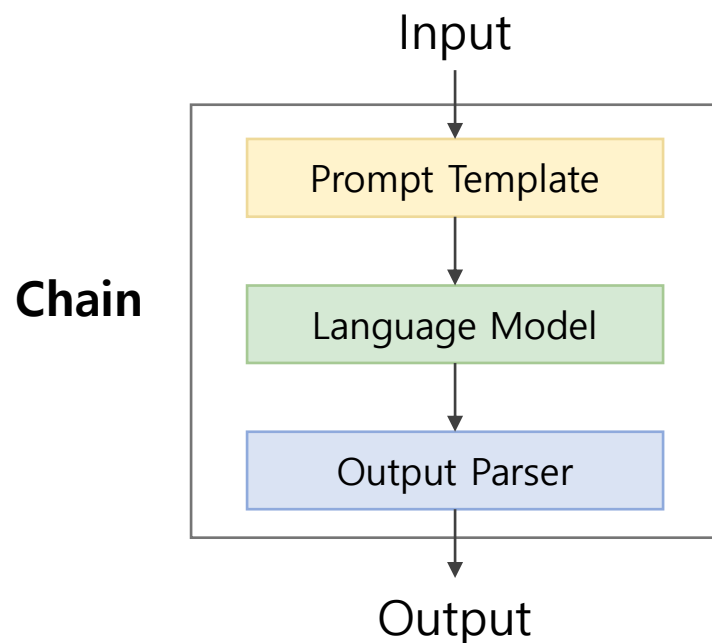 Input
Prompt Template
Chain
Language Model
Output Parser
Output